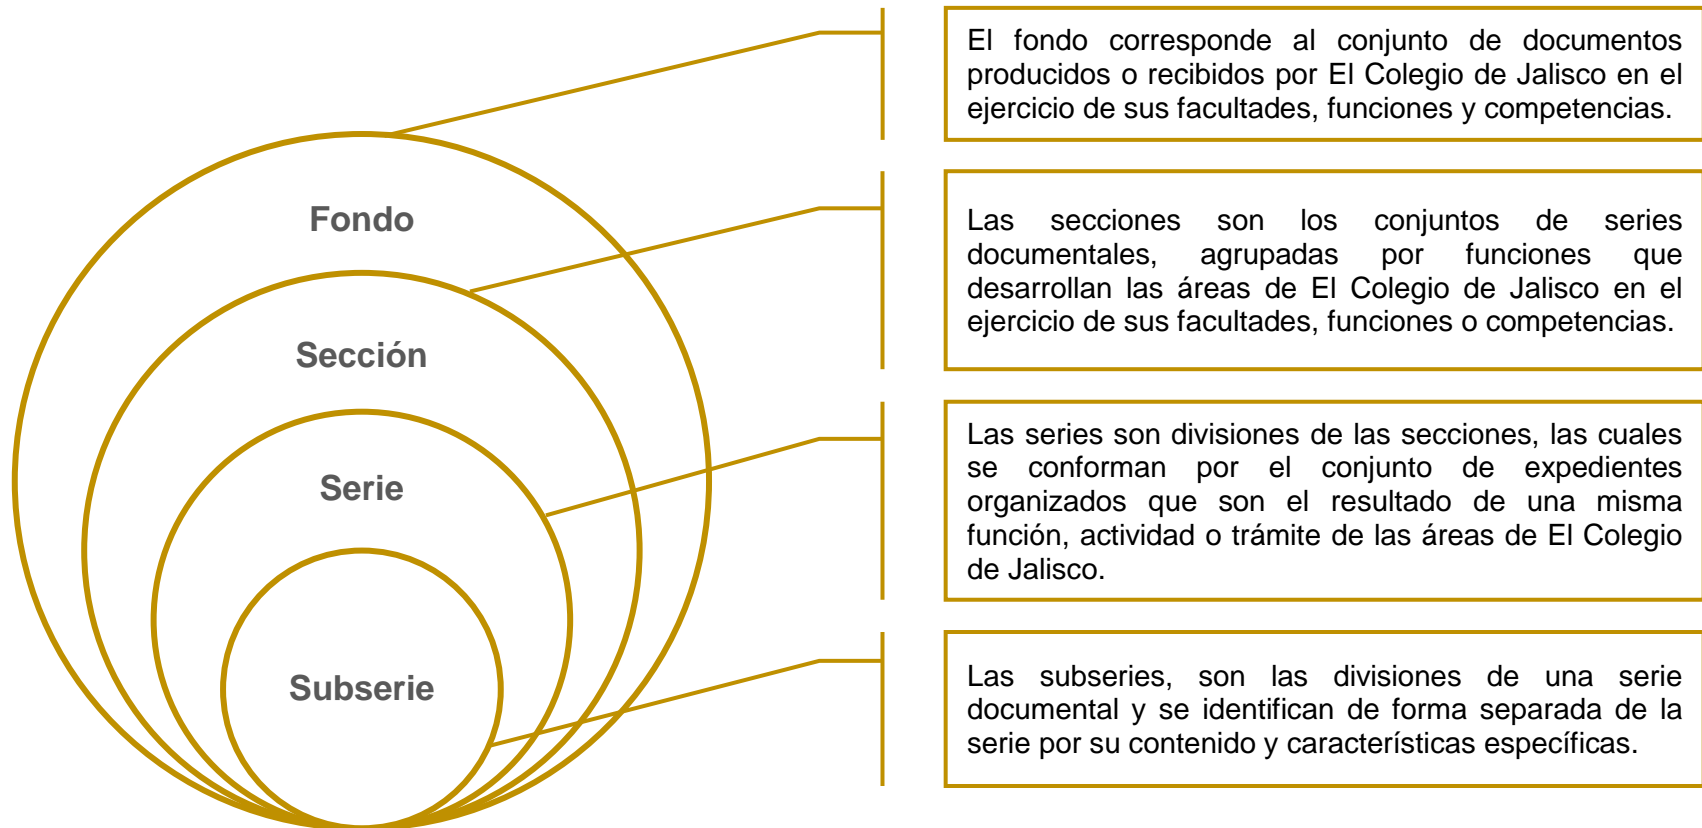 El fondo corresponde al conjunto de documentos
producidos o recibidos por El Colegio de Jalisco en el
ejercicio de sus facultades, funciones y competencias.
Fondo
Las secciones son los conjuntos de series
documentales, agrupadas por funciones que
desarrollan las áreas de El Colegio de Jalisco en el
ejercicio de sus facultades, funciones o competencias.
Sección
Las series son divisiones de las secciones, las cuales
se conforman por el conjunto de expedientes
organizados que son el resultado de una misma
función, actividad o trámite de las áreas de El Colegio
de Jalisco.
Serie
Las subseries, son las divisiones de una serie
documental y se identifican de forma separada de la
serie por su contenido y características específicas.
Subserie